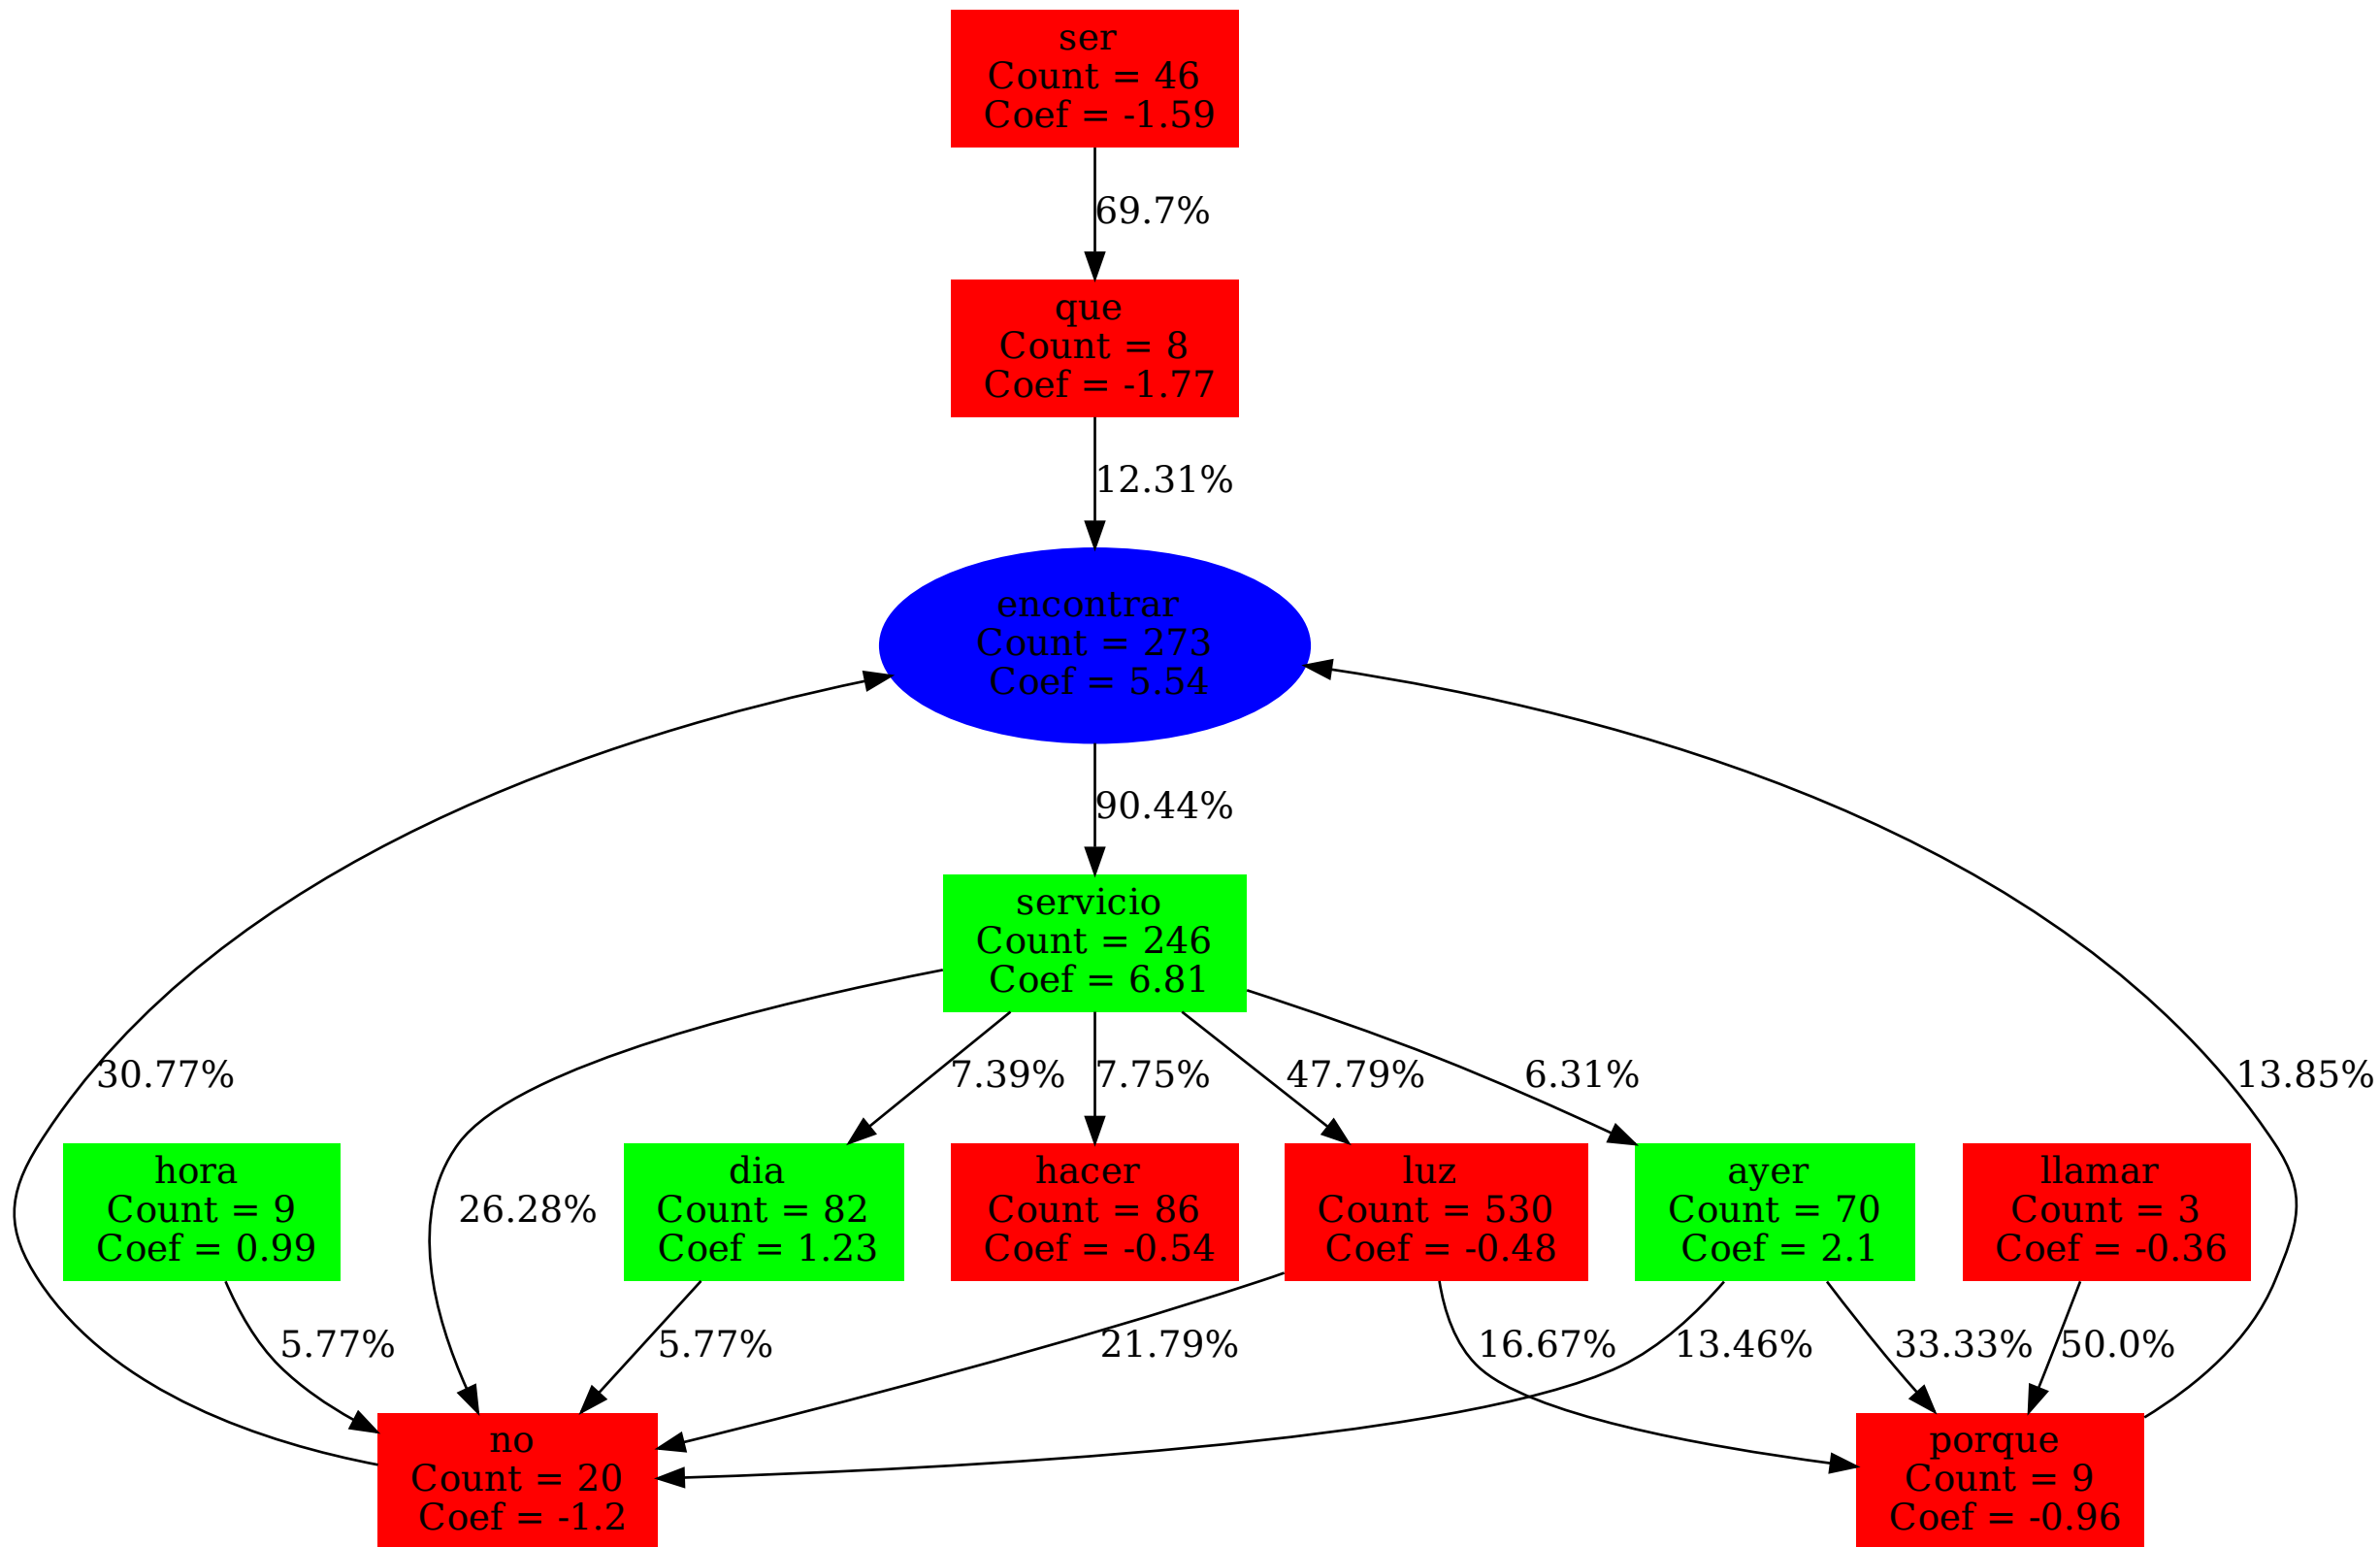 ser
Count = 46
Coef = -1.59
69.7%
que
Count = 8
Coef = -1.77
12.31%
encontrar
Count = 273
Coef = 5.54
90.44%
servicio
Count = 246
Coef = 6.81
30.77%
7.39%
7.75%
47.79%
6.31%
13.85%
hora
Count = 9
Coef = 0.99
26.28%
dia
Count = 82
Coef = 1.23
hacer
Count = 86
Coef = -0.54
luz
Count = 530
Coef = -0.48
ayer
Count = 70
Coef = 2.1
llamar
Count = 3
Coef = -0.36
5.77%
5.77%
21.79%
16.67%
13.46%
33.33%
50.0%
no
Count = 20
Coef = -1.2
porque
Count = 9
Coef = -0.96